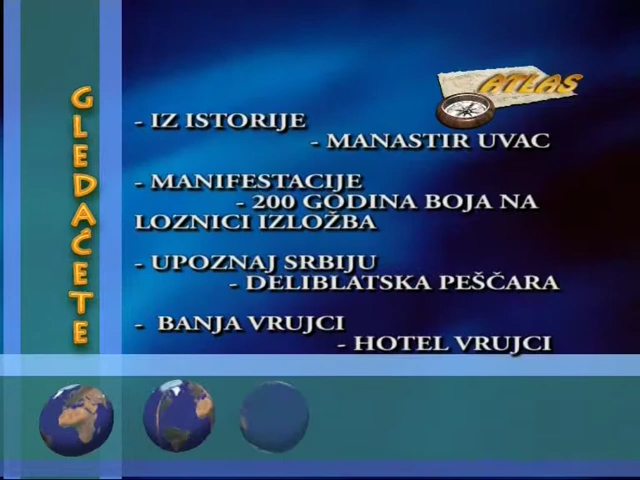 GLEDAĆETE
ATLAS
- IZ ISTORIJE
- MANASTIR UVAC
- MANIFESTACIJE
- 200 GODINA BOJA NA
LOZNICI IZLOŽBA
- UPOZNAJ SRBIJU
- DELIBLATSKA PEŠČARA
- BANJA VRUJCI
- HOTEL VRUJCI